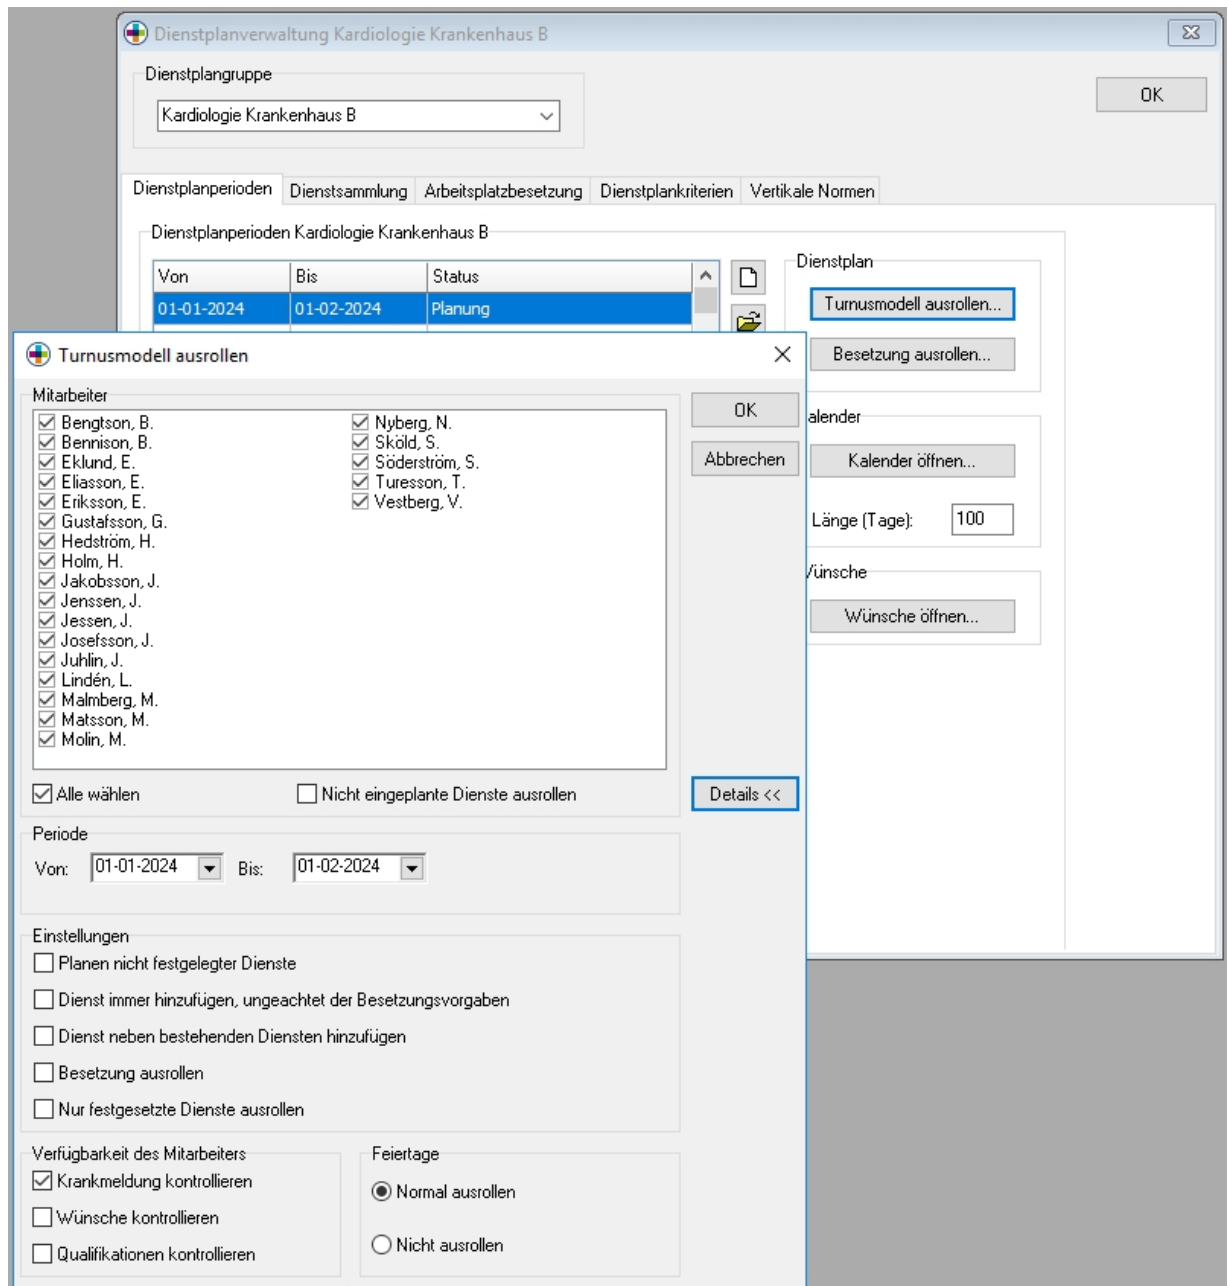 Dienstplanverwaltung Kardiologie Krankenhaus B
Dienstplangruppe
Kardiologie Krankenhaus B
OK
Dienstplanperioden Dienstsammlung Arbeitsplatzbesetzung Dienstplankriterien Vertikale Normen
Dienstplanperioden Kardiologie Krankenhaus B
Von Bis Status
01-01-2024 01-02-2024 Planung
Dienstplan
Turnusmodell ausrollen...
Besetzung ausrollen...
alender
Kalender öffnen...
Länge (Tage): 100
Wünsche öffnen...
Turnusmodell ausrollen
Mitarbeiter
Bengtson, B.
Bennison, B.
Eklund, E.
Eliasson, E.
Eriksson, E.
Gustafsson, G.
Hedström, H.
Holm, H.
Jakobsson, J.
Jenssen, J.
Jessen, J.
Josefsson, J.
Juhlin, J.
Lindén, L.
Malmberg, M.
Matsson, M.
Molin, M.
Nyberg, N.
Sköld, S.
Söderström, S.
Turesson, T.
Vestberg, V.
OK
Abbrechen
Alle wählen Nicht eingeplante Dienste ausrollen
Details <<
Periode
Von: 01-01-2024 Bis: 01-02-2024
Einstellungen
Planen nicht festgelegter Dienste
Dienst immer hinzufügen, ungeachtet der Besetzungsvorgaben
Dienst neben bestehenden Diensten hinzufügen
Besetzung ausrollen
Nur festgesetzte Dienste ausrollen
Verfügbarkeit des Mitarbeiters
Krankmeldung kontrollieren
Wünsche kontrollieren
Qualifikationen kontrollieren
Feiertage
Normal ausrollen
Nicht ausrollen